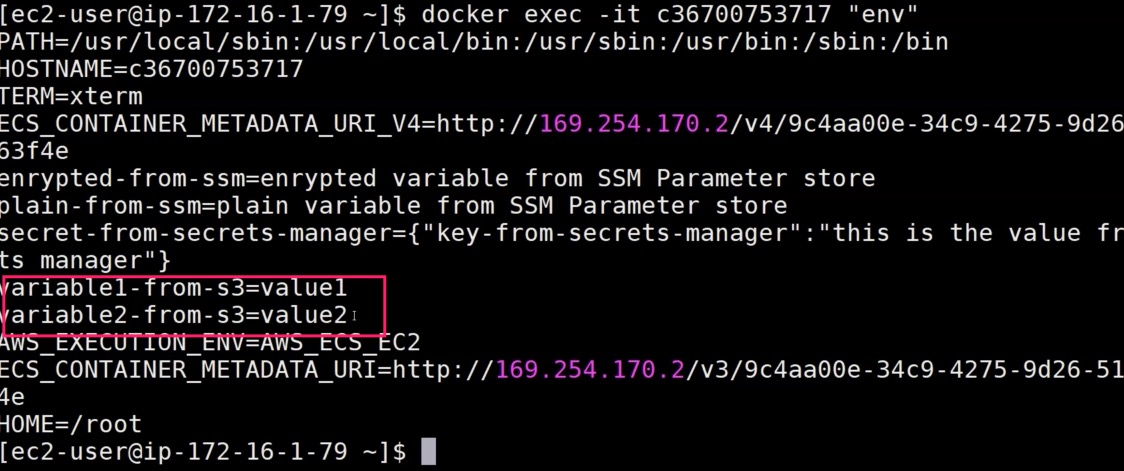 [ec2-user@ip-172-16-1-79 ~]$ docker exec -it c36700753717 "env"
PATH=/usr/local/sbin:/usr/local/bin:/usr/sbin:/usr/bin:/sbin:/bin
HOSTNAME=c36700753717
TERM=xterm
ECS_CONTAINER_METADATA_URI_V4=http://169.254.170.2/v4/9c4aa00e-34c9-4275-9d26
63f4e
enrypted-from-ssm=enrypted variable from SSM Parameter store
plain-from-ssm=plain variable from SSM Parameter store
secret-from-secrets-manager={"key-from-secrets-manager":"this is the value fr
ts manager"}
variable1-from-s3=value1
variable2-from-s3=value2
AWS_EXECUTION_ENV=AWS_ECS_EC2
ECS_CONTAINER_METADATA_URI=http://169.254.170.2/v3/9c4aa00e-34c9-4275-9d26-51
4e
HOME=/root
[ec2-user@ip-172-16-1-79 ~]$